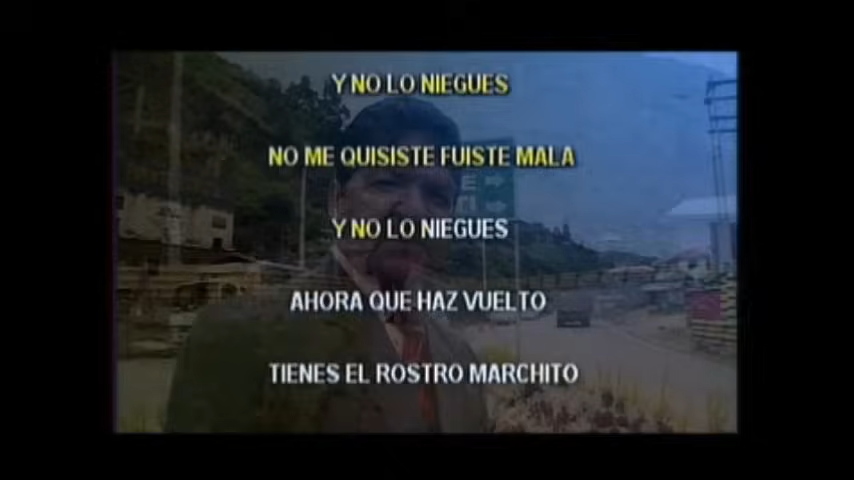 Y NO LO NIEGUES
NO ME QUISISTE FUISTE MALA
Y NO LO NIEGUES
AHORA QUE HAZ VUELTO
TIENES EL ROSTRO MARCHITO